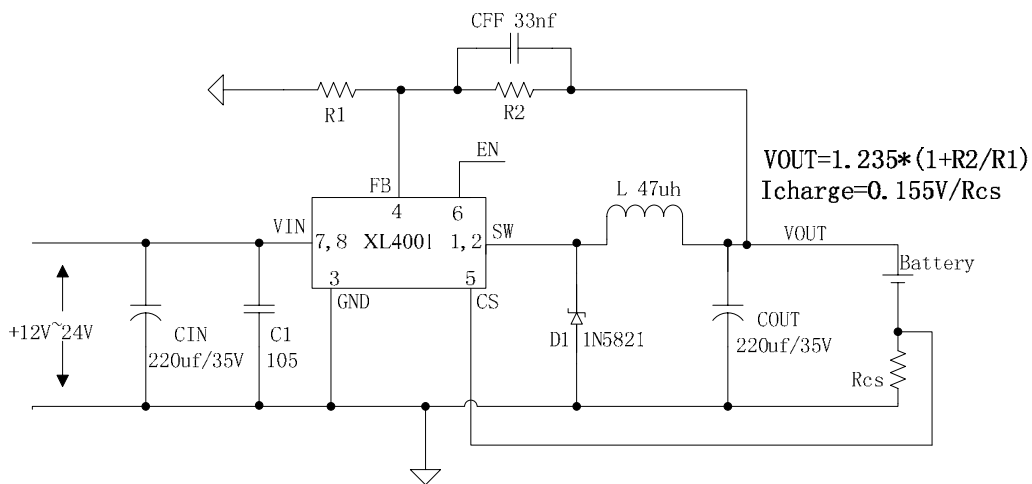 CFF 33nf
R1
R2
EN
VOUT=1.235*(1+R2/R1)
Icharge=0.155V/Rcs
FB
L 47uh
4
6
VIN
SW
VOUT
7,8
XL4001
1,2
Battery
3
5
GND
CS
+12V~24V
CIN
220uf/35V
C1
105
D1
1N5821
COUT
220uf/35V
Rcs